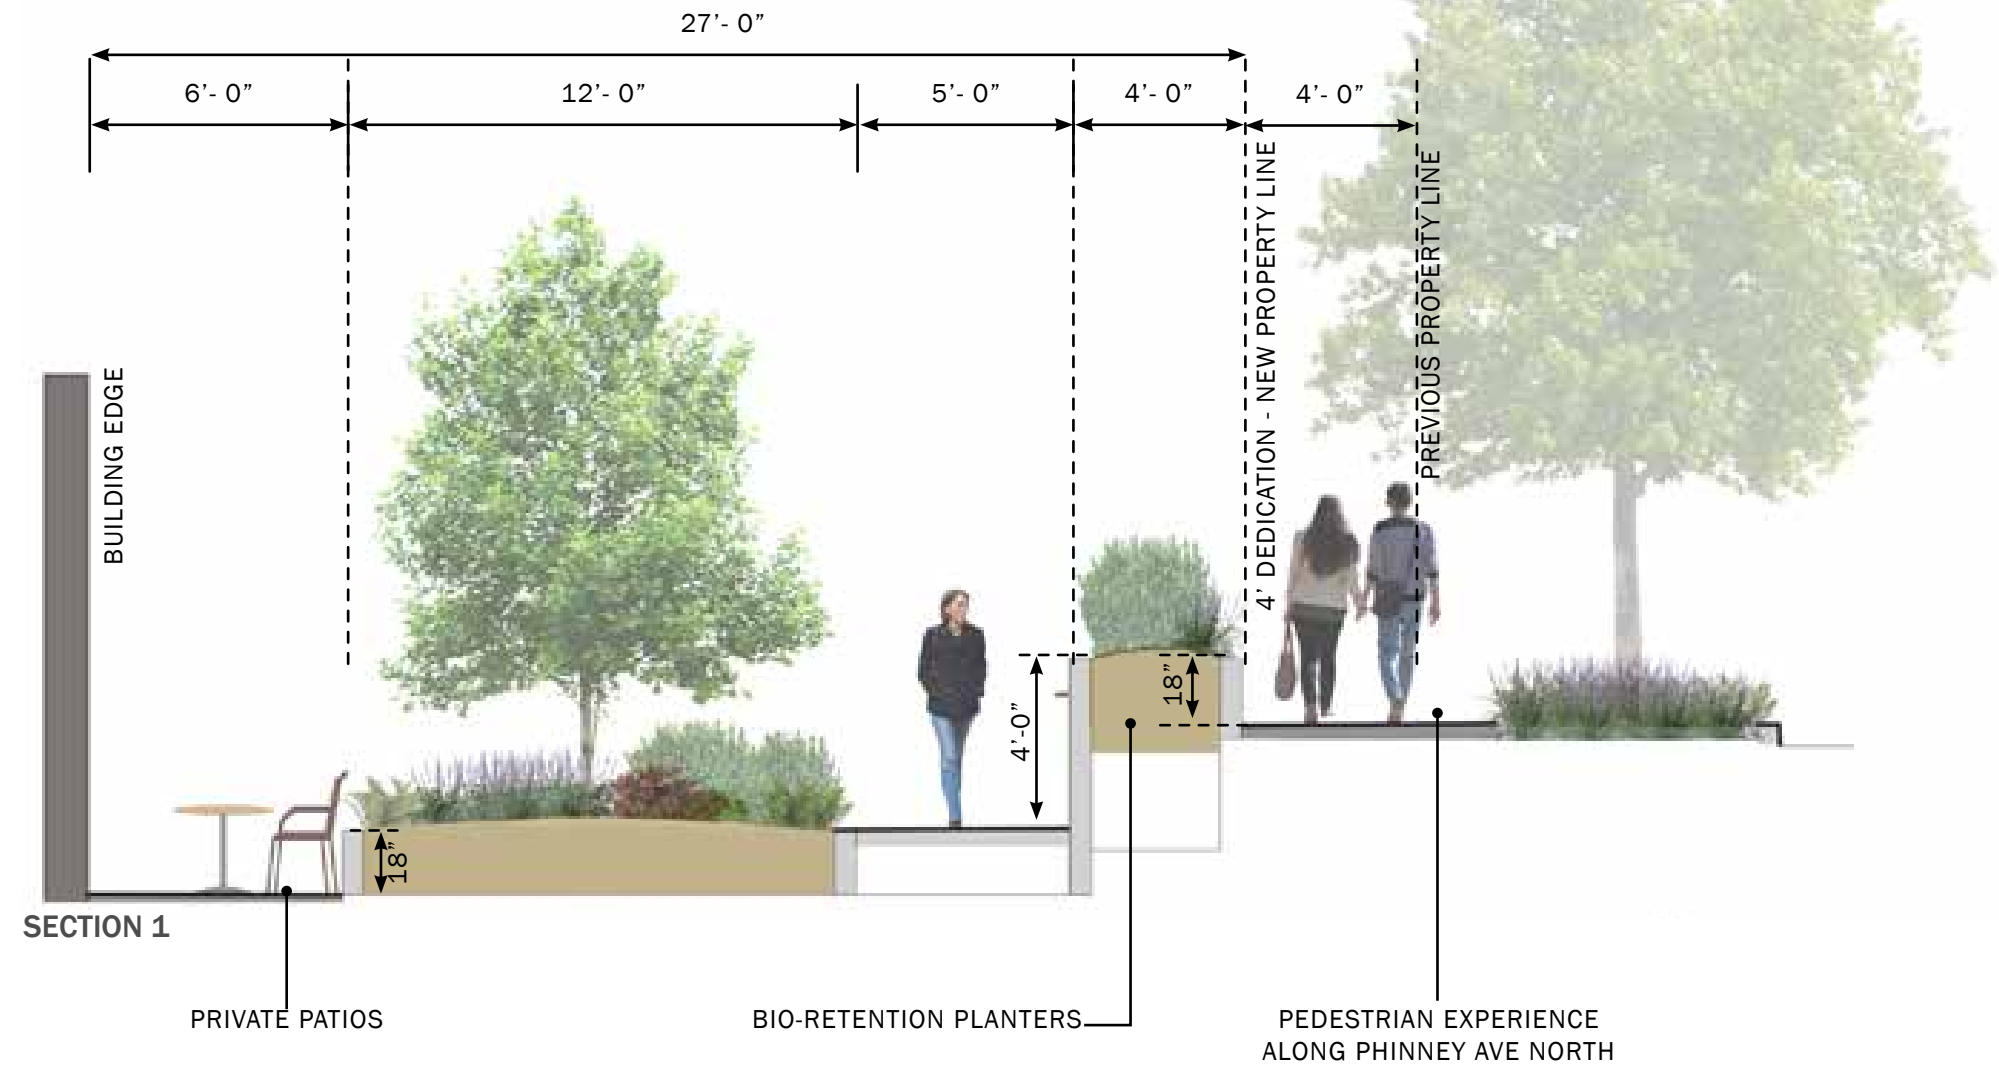 27’- 0”
6’- 0”
12’- 0”
5’- 0”
4’- 0”
4’- 0”
BUILDING EDGE
4’ DEDICATION - NEW PROPERTY LINE
PREVIOUS PROPERTY LINE
18”
4’-0”
18”
SECTION 1
PRIVATE PATIOS
BIO-RETENTION PLANTERS
PEDESTRIAN EXPERIENCE
ALONG PHINNEY AVE NORTH